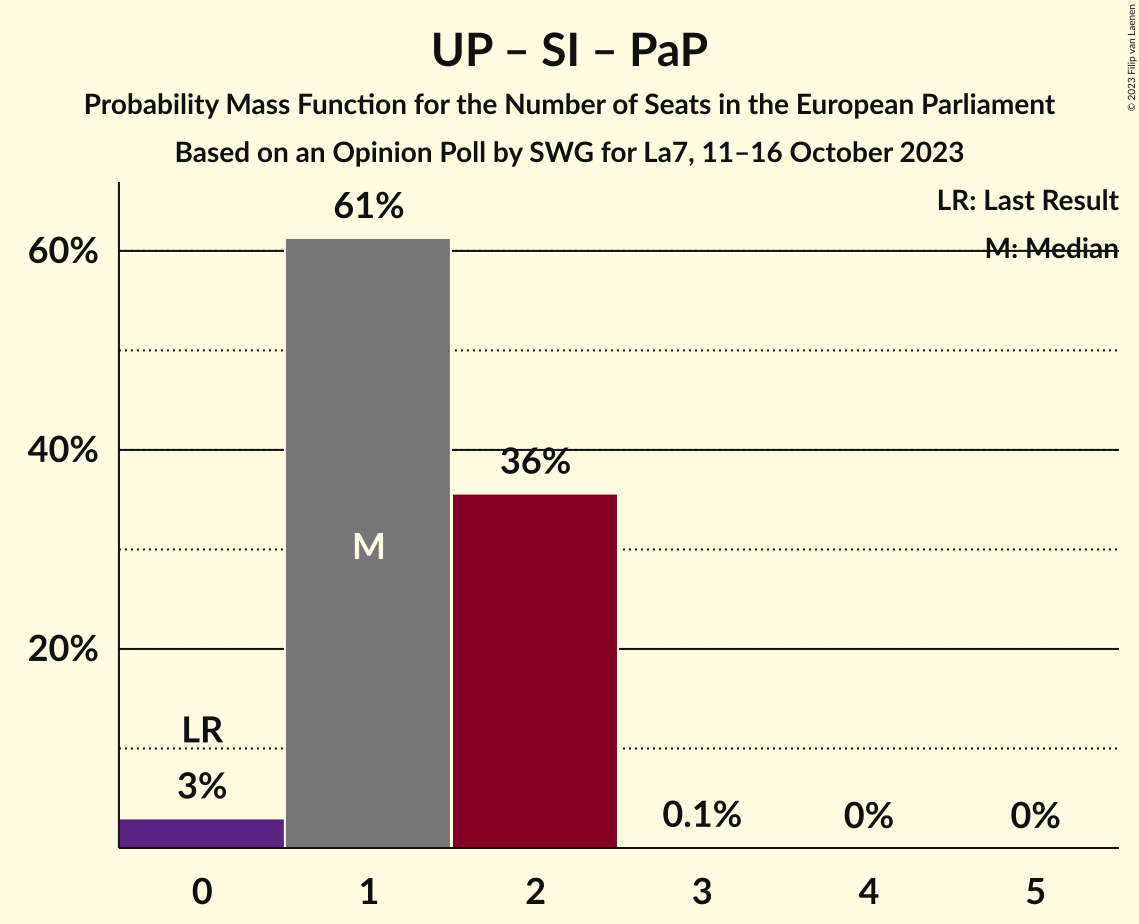 UP – SI – PaP
Probability Mass Function for the Number of Seats in the European Parliament
Based on an Opinion Poll by SWG for La7, 11–16 October 2023
© 2023 Filip van Laenen
LR: Last Result
M: Median
61%
60%
40%
36%
M
20%
LR
3%
0.1%
0%
0%
0
1
2
3
4
5